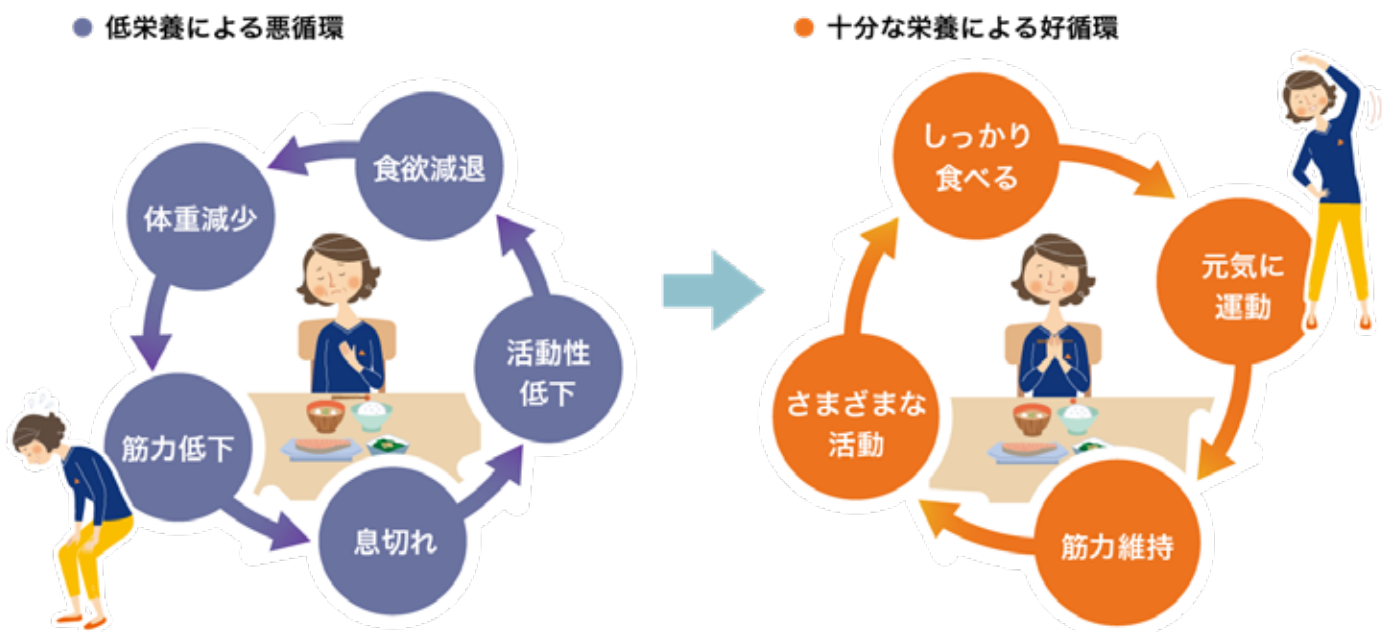 低栄養による悪循環
食欲減退
体重減少
筋力低下
息切れ
活動性
低下
十分な栄養による好循環
しっかり
食べる
元気に
運動
筋力維持
さまざまな
活動